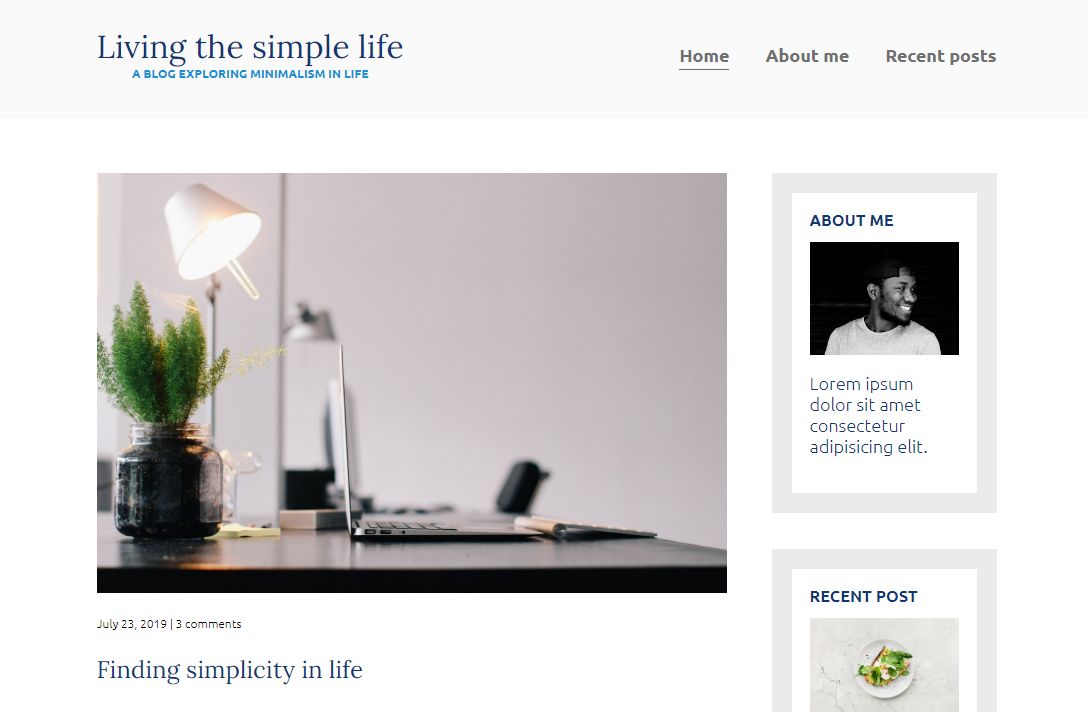 Living the simple life
A BLOG EXPLORING MINIMALISM IN LIFE
Home About me Recent posts
ABOUT ME
Lorem ipsum
dolor sit amet
consectetur
adipisicing elit.
July 23, 2019 | 3 comments
Finding simplicity in life
RECENT POST